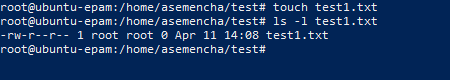 root@ubuntu-epam:/home/asemencha/test# touch test1.txt
root@ubuntu-epam:/home/asemencha/test# ls -l test1.txt
-rw-r--r-- 1 root root 0 Apr 11 14:08 test1.txt
root@ubuntu-epam:/home/asemencha/test#